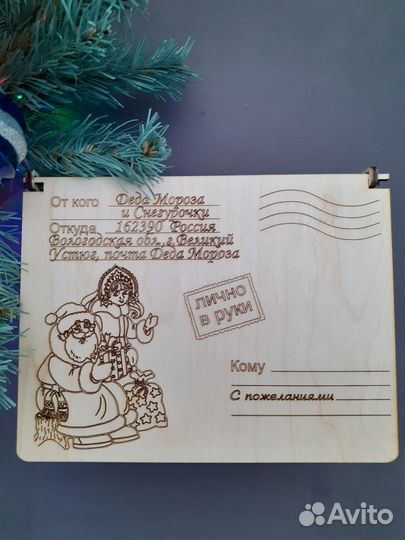 От кого Деда Мороза
и Снегурочки
Откуда 162390 Россия
Вологодская обл., г. Великий
Устюг, почта Деда Мороза
ЛИЧНО
В РУКИ
Кому
С пожеланиями
Avito